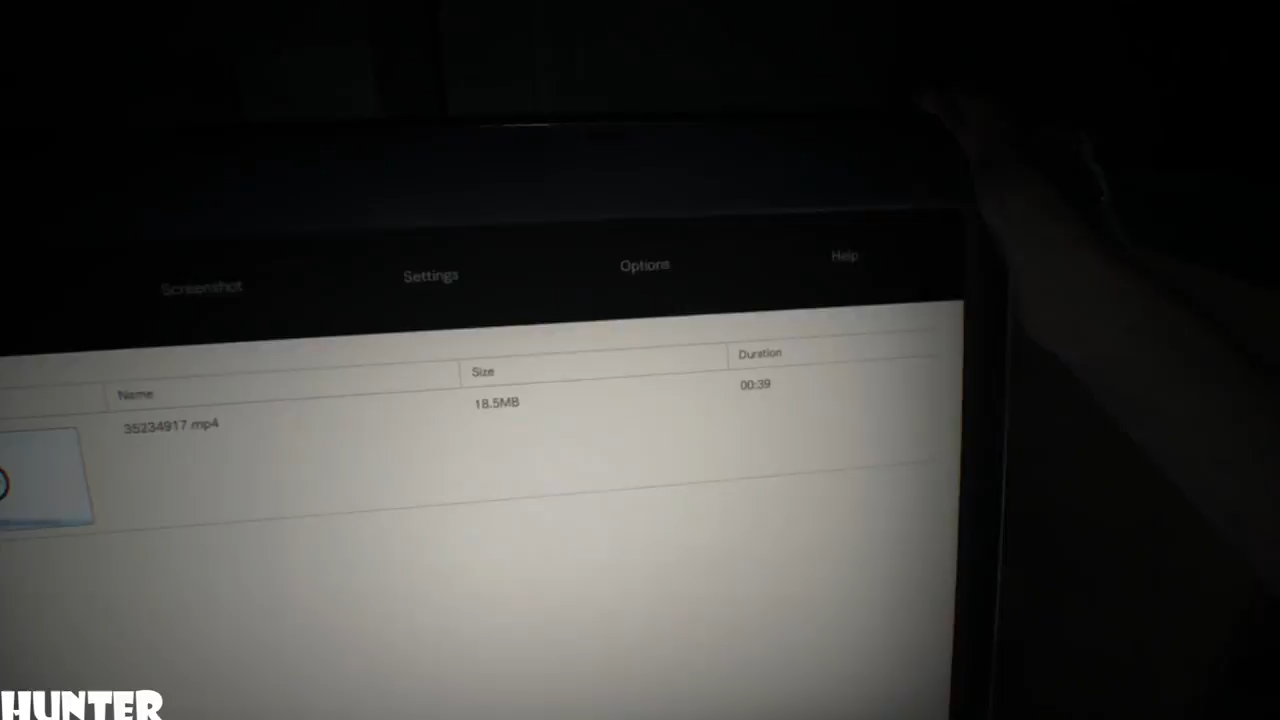 Screenshot Settings Options Help
Name Size Duration
35234917.mp4 18.5MB 00:39
HUNTER